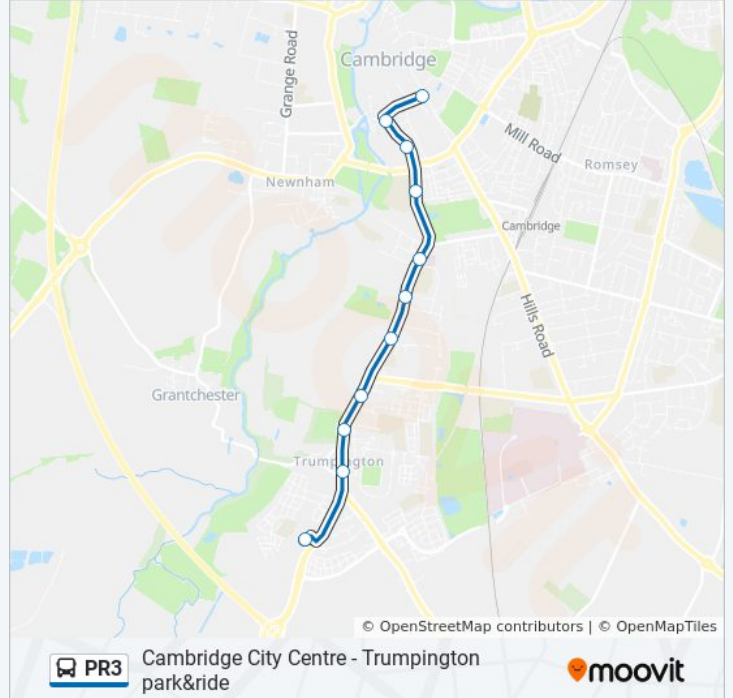 Grange Road
Cambridge
Mill Road
Romsey
Newnham
Cambridge
Hills Road
Grantchester
Trumpington
© OpenStreetMap contributors | © OpenMapTiles
PR3
Cambridge City Centre - Trumpington
park&ride
moovit